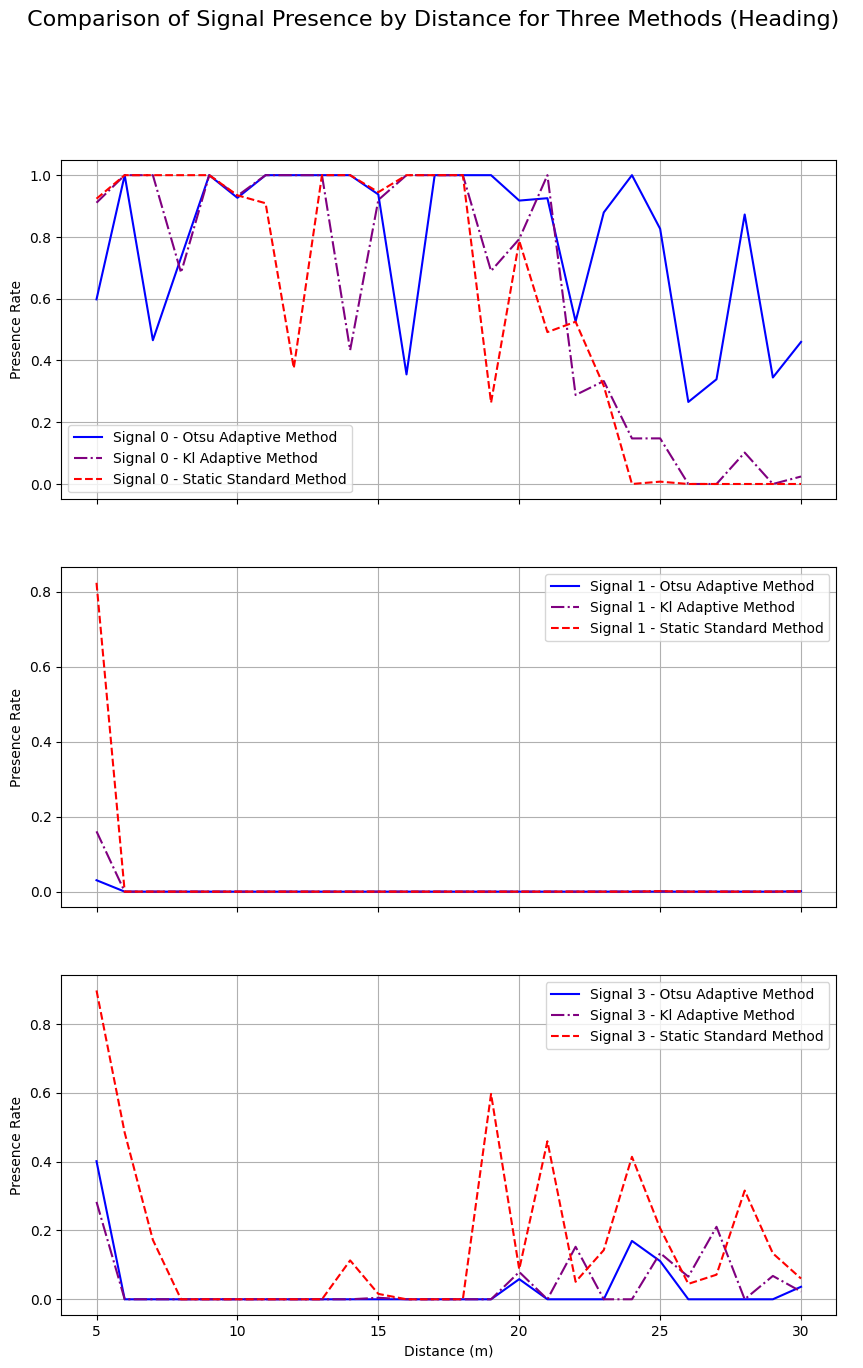 Comparison of Signal Presence by Distance for Three Methods (Heading)
1.0
0.8
0.6
0.4
0.2
0.0
Presence Rate
Signal 0 - Otsu Adaptive Method
Signal 0 - Kl Adaptive Method
Signal 0 - Static Standard Method
0.8
0.6
0.4
0.2
0.0
Presence Rate
Signal 1 - Otsu Adaptive Method
Signal 1 - Kl Adaptive Method
Signal 1 - Static Standard Method
0.8
0.6
0.4
0.2
0.0
Presence Rate
Signal 3 - Otsu Adaptive Method
Signal 3 - Kl Adaptive Method
Signal 3 - Static Standard Method
5 10 15 20 25 30
Distance (m)